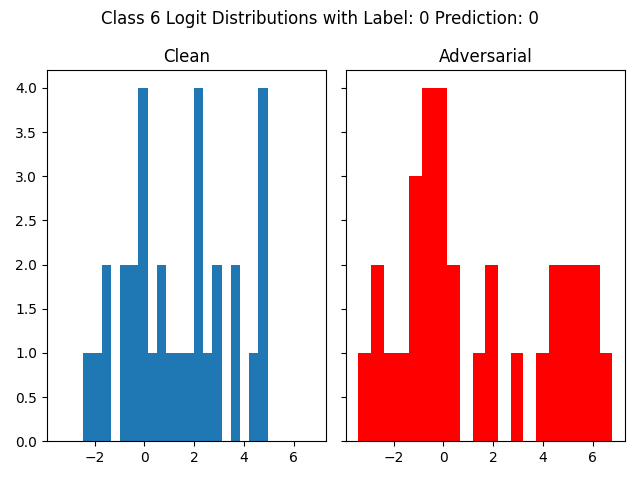 Class 6 Logit Distributions with Label: 0 Prediction: 0
Clean
Adversarial
4.0
3.5
3.0
2.5
2.0
1.5
1.0
0.5
0.0
−2 0 2 4 6
−2 0 2 4 6